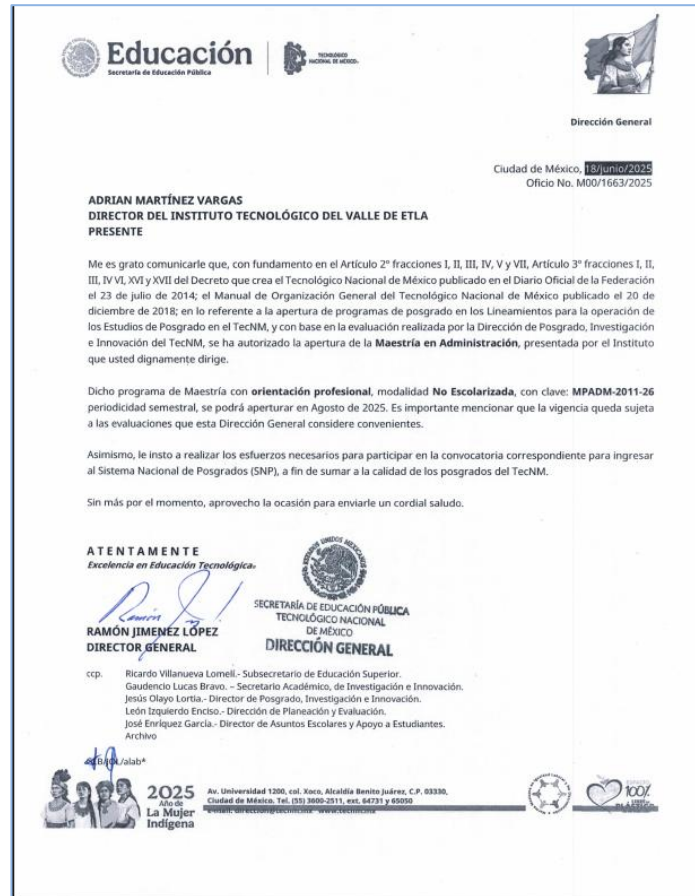 Educación
Secretaría de Educación Pública
TECNOLÓGICO
NACIONAL DE MÉXICO®
Dirección General
Ciudad de México, 18/junio/2025
Oficio No. M00/1663/2025
ADRIAN MARTÍNEZ VARGAS
DIRECTOR DEL INSTITUTO TECNOLÓGICO DEL VALLE DE ETLA
PRESENTE
Me es grato comunicarle que, con fundamento en el Artículo 2° fracciones I, II, III, IV, V y VII, Artículo 3° fracciones I, II,
III, IV VI, XVI y XVII del Decreto que crea el Tecnológico Nacional de México publicado en el Diario Oficial de la Federación
el 23 de julio de 2014; el Manual de Organización General del Tecnológico Nacional de México publicado el 20 de
diciembre de 2018; en lo referente a la apertura de programas de posgrado en los Lineamientos para la operación de
los Estudios de Posgrado en el TecNM, y con base en la evaluación realizada por la Dirección de Posgrado, Investigación
e Innovación del TecNM, se ha autorizado la apertura de la Maestría en Administración, presentada por el Instituto
que usted dignamente dirige.
Dicho programa de Maestría con orientación profesional, modalidad No Escolarizada, con clave: MPADM-2011-26
periodicidad semestral, se podrá aperturar en Agosto de 2025. Es importante mencionar que la vigencia queda sujeta
a las evaluaciones que esta Dirección General considere convenientes.
Asimismo, le insto a realizar los esfuerzos necesarios para participar en la convocatoria correspondiente para ingresar
al Sistema Nacional de Posgrados (SNP), a fin de sumar a la calidad de los posgrados del TecNM.
Sin más por el momento, aprovecho la ocasión para enviarle un cordial saludo.
ATENTAMENTE
Excelencia en Educación Tecnológica®
ESTADOS UNIDOS MEXICANOS
SECRETARÍA DE EDUCACIÓN PÚBLICA
TECNOLÓGICO NACIONAL
DE MÉXICO
DIRECCIÓN GENERAL
RAMÓN JIMÉNEZ LÓPEZ
DIRECTOR GENERAL
ccp. Ricardo Villanueva Lomelí.- Subsecretario de Educación Superior.
Gaudencio Lucas Bravo. – Secretario Académico, de Investigación e Innovación.
Jesús Olayo Lortia.- Director de Posgrado, Investigación e Innovación.
León Izquierdo Enciso.- Dirección de Planeación y Evaluación.
José Enríquez García.- Director de Asuntos Escolares y Apoyo a Estudiantes.
Archivo
/alab*
2025
Año de
La Mujer
Indígena
Av. Universidad 1200, col. Xoco, Alcaldía Benito Juárez, C.P. 03330,
Ciudad de México. Tel. (55) 3600-2511, ext. 64731 y 65050
e-mail: direccion@tecnm.mx www.tecnm.mx
100%